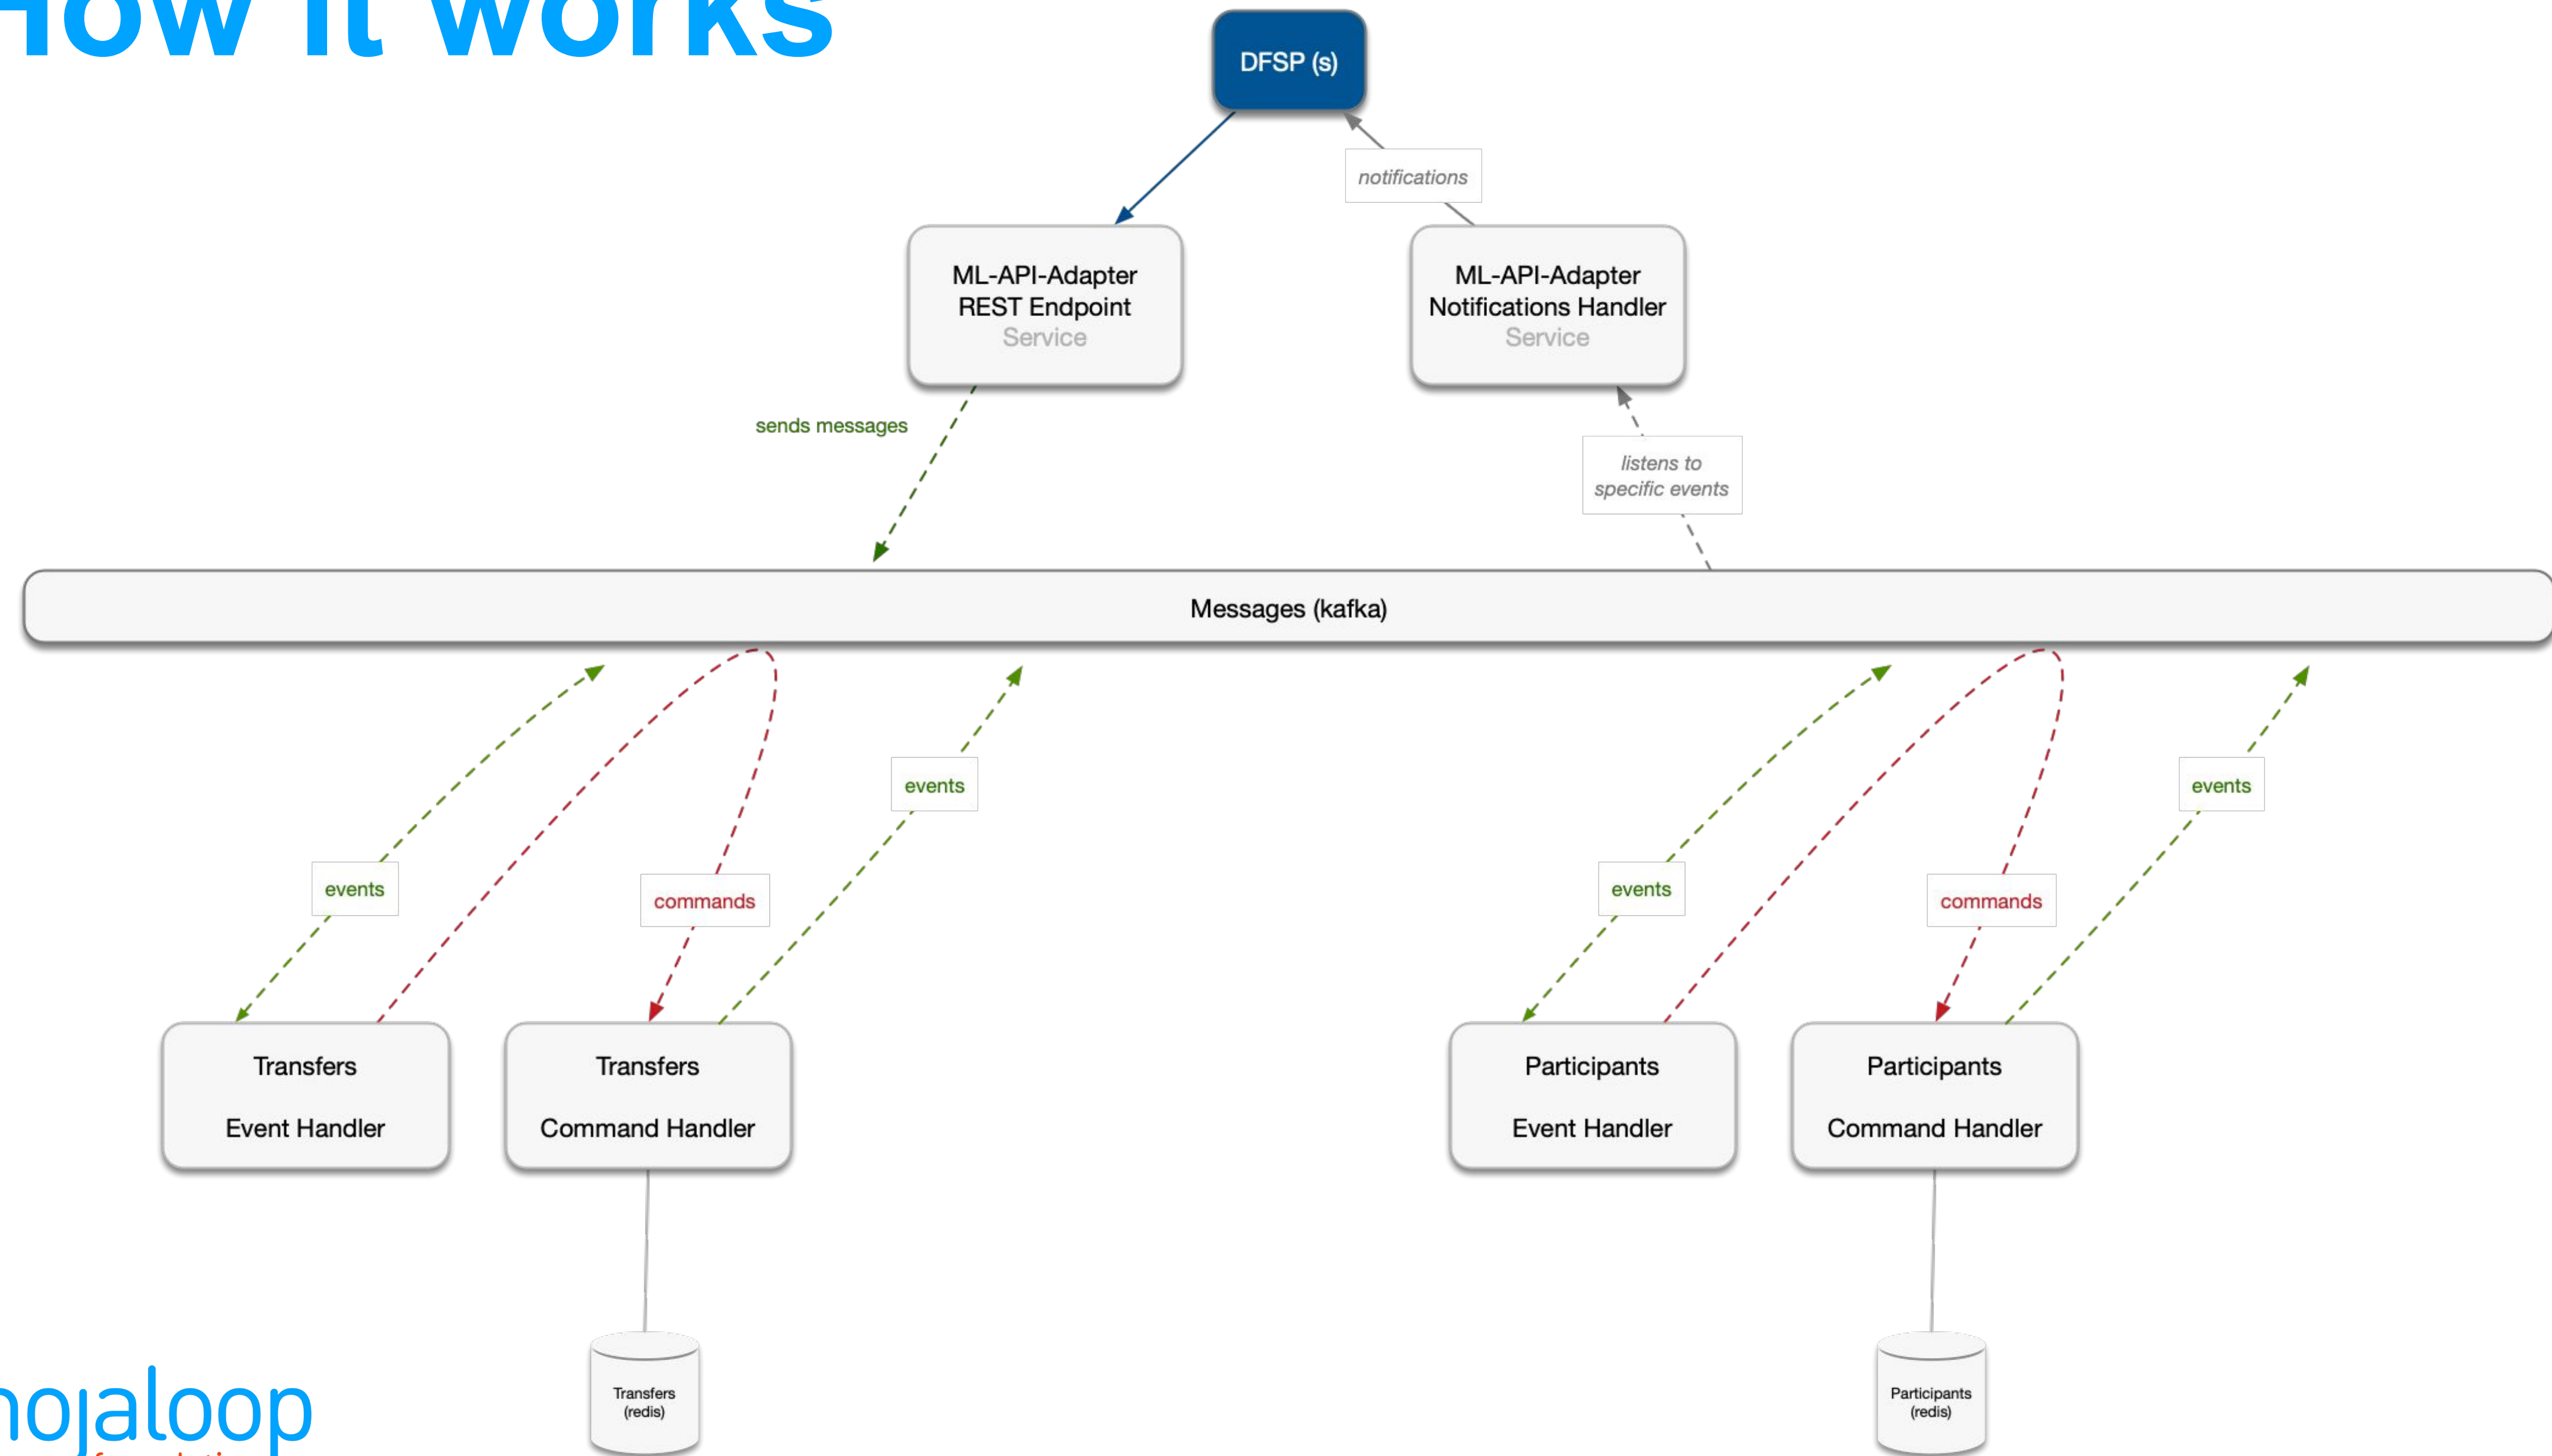 How it works
DFSP (s)
notifications
ML-API-Adapter
REST Endpoint
Service
ML-API-Adapter
Notifications Handler
Service
sends messages
listens to
specific events
Messages (kafka)
events
commands
events
events
commands
events
Transfers
Event Handler
Transfers
Command Handler
Participants
Event Handler
Participants
Command Handler
Transfers
(redis)
Participants
(redis)
mojaloop